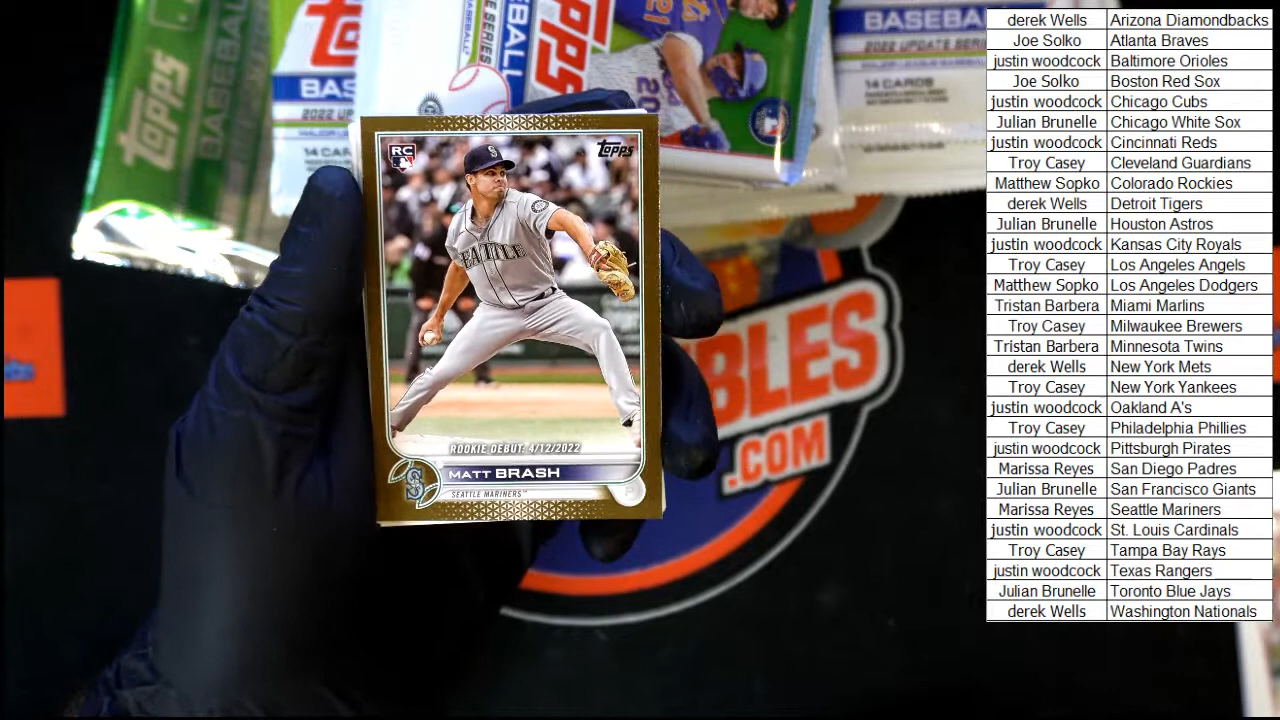 topps
BASEBALL
2022 UPDATE SERIES
14 CARDS
RC
topps
SEATTLE
ROOKIE DEBUT: 4/12/2022
MATT BRASH
SEATTLE MARINERS™
P
BLES
.COM
derek Wells Arizona Diamondbacks
Joe Solko Atlanta Braves
justin woodcock Baltimore Orioles
Joe Solko Boston Red Sox
justin woodcock Chicago Cubs
Julian Brunelle Chicago White Sox
justin woodcock Cincinnati Reds
Troy Casey Cleveland Guardians
Matthew Sopko Colorado Rockies
derek Wells Detroit Tigers
Julian Brunelle Houston Astros
justin woodcock Kansas City Royals
Troy Casey Los Angeles Angels
Matthew Sopko Los Angeles Dodgers
Tristan Barbera Miami Marlins
Troy Casey Milwaukee Brewers
Tristan Barbera Minnesota Twins
derek Wells New York Mets
Troy Casey New York Yankees
justin woodcock Oakland A's
Troy Casey Philadelphia Phillies
justin woodcock Pittsburgh Pirates
Marissa Reyes San Diego Padres
Julian Brunelle San Francisco Giants
Marissa Reyes Seattle Mariners
justin woodcock St. Louis Cardinals
Troy Casey Tampa Bay Rays
justin woodcock Texas Rangers
Julian Brunelle Toronto Blue Jays
derek Wells Washington Nationals